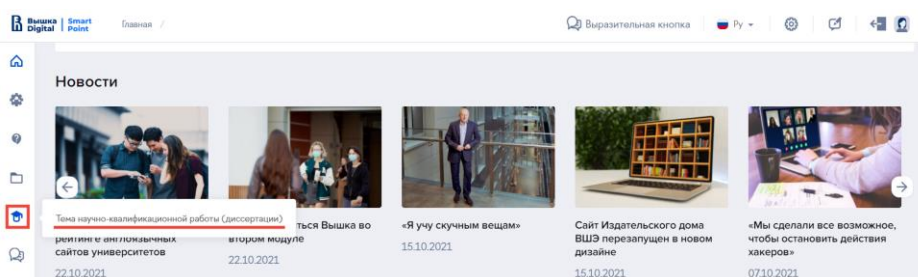 Вышка Digital | Smart Point
Главная /
Выразительная кнопка
Ру
Новости
Тема научно-квалификационной работы (диссертации)
рейтинге англоязычных
сайтов университетов
22.10.2021
ться Вышка во
втором модуле
22.10.2021
«Я учу скучным вещам»
15.10.2021
Сайт Издательского дома
ВШЭ перезапущен в новом
дизайне
15.10.2021
«Мы сделали все возможное,
чтобы остановить действия
хакеров»
07.10.2021